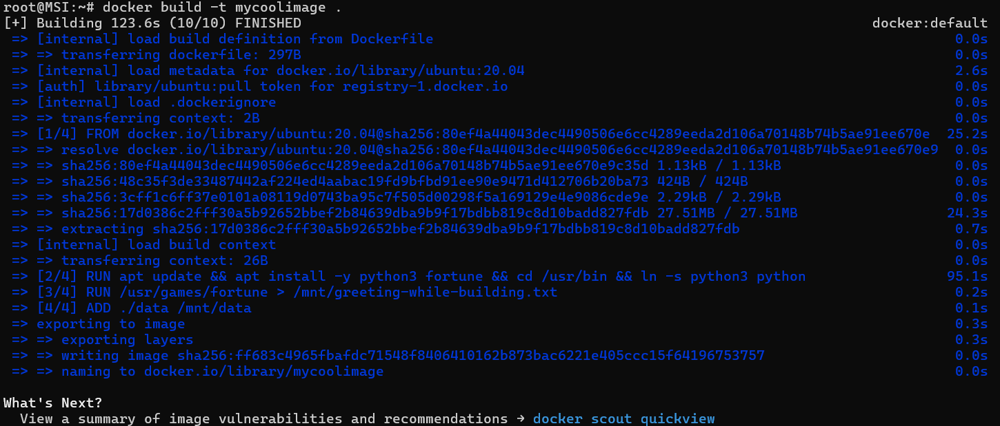 root@MSI:~# docker build -t mycoolimage .
[+] Building 123.6s (10/10) FINISHED docker:default
=> [internal] load build definition from Dockerfile 0.0s
=> => transferring dockerfile: 297B 0.0s
=> [internal] load metadata for docker.io/library/ubuntu:20.04 2.6s
=> [auth] library/ubuntu:pull token for registry-1.docker.io 0.0s
=> [internal] load .dockerignore 0.0s
=> => transferring context: 2B 0.0s
=> [1/4] FROM docker.io/library/ubuntu:20.04@sha256:80ef4a44043dec4490506e6cc4289eeda2d106a70148b74b5ae91ee670e 25.2s
=> => resolve docker.io/library/ubuntu:20.04@sha256:80ef4a44043dec4490506e6cc4289eeda2d106a70148b74b5ae91ee670e9 0.0s
=> => sha256:80ef4a44043dec4490506e6cc4289eeda2d106a70148b74b5ae91ee670e9c35d 1.13kB / 1.13kB 0.0s
=> => sha256:48c35f3de33487442af224ed4aabac19fd9bfbd91ee90e9471d412706b20ba73 424B / 424B 0.0s
=> => sha256:3cff1c6ff37e0101a08119d0743ba95c7f505d00298f5a169129e4e9086cde9e 2.29kB / 2.29kB 0.0s
=> => sha256:17d0386c2fff30a5b92652bbef2b84639dba9b9f17bdbb819c8d10badd827fdb 27.51MB / 27.51MB 24.3s
=> => extracting sha256:17d0386c2fff30a5b92652bbef2b84639dba9b9f17bdbb819c8d10badd827fdb 0.7s
=> [internal] load build context 0.0s
=> => transferring context: 26B 0.0s
=> [2/4] RUN apt update && apt install -y python3 fortune && cd /usr/bin && ln -s python3 python 95.1s
=> [3/4] RUN /usr/games/fortune > /mnt/greeting-while-building.txt 0.2s
=> [4/4] ADD ./data /mnt/data 0.1s
=> exporting to image 0.3s
=> => exporting layers 0.3s
=> => writing image sha256:ff683c4965fbafdc71548f8406410162b873bac6221e405ccc15f64196753757 0.0s
=> => naming to docker.io/library/mycoolimage 0.0s
What's Next?
View a summary of image vulnerabilities and recommendations → docker scout quickview